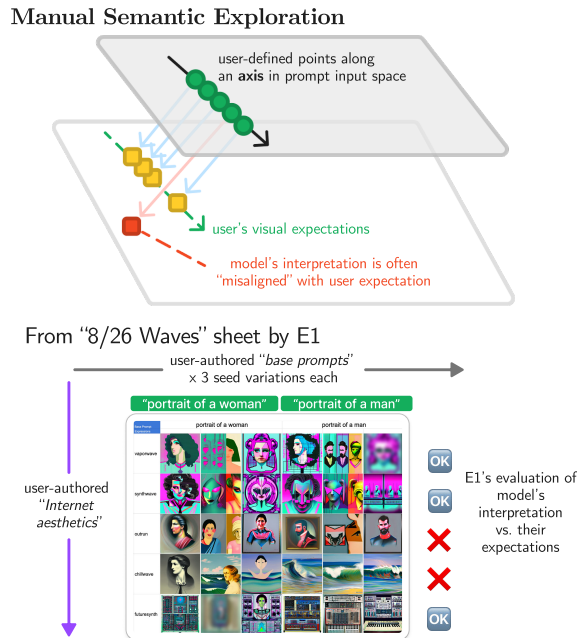 Manual Semantic Exploration
user-defined points along
an axis in prompt input space
user's visual expectations
model's interpretation is often
“misaligned” with user expectation
From “8/26 Waves” sheet by E1
user-authored “base prompts”
x 3 seed variations each
“portrait of a woman” “portrait of a man”
portrait of a woman portrait of a man
vaporwave
synthwave
outrun
chillwave
futuresynth
user-authored
“Internet
aesthetics”
OK
OK
OK
E1's evaluation of
model's
interpretation
vs. their
expectations